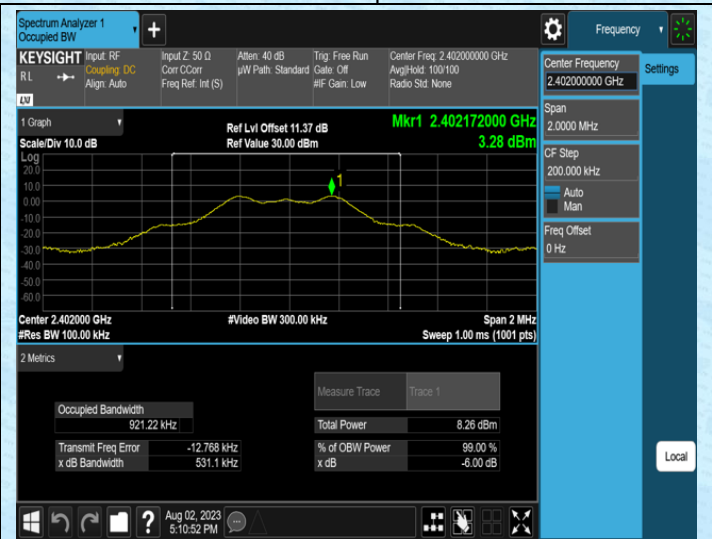 Spectrum Analyzer 1
Occupied BW
+
Frequency
KEYSIGHT
Input: RF
Coupling: DC
Align: Auto
Input Z: 50 Ω
Corr CCorr
Freq Ref: Int (S)
Atten: 40 dB
µW Path: Standard
Trig: Free Run
Gate: Off
#IF Gain: Low
Center Freq: 2.402000000 GHz
Avg|Hold: 100/100
Radio Std: None
RL
LXI
Center Frequency
2.402000000 GHz
Settings
Span
2.0000 MHz
CF Step
200.000 kHz
Auto
Man
Freq Offset
0 Hz
1 Graph
Scale/Div 10.0 dB
Ref Lvl Offset 11.37 dB
Ref Value 30.00 dBm
Mkr1 2.402172000 GHz
3.28 dBm
Log
20.0
10.0
0.00
-10.0
-20.0
-30.0
-40.0
-50.0
-60.0
1
Center 2.402000 GHz
#Res BW 100.00 kHz
#Video BW 300.00 kHz
Span 2 MHz
Sweep 1.00 ms (1001 pts)
2 Metrics
Measure Trace
Trace 1
Occupied Bandwidth
921.22 kHz
Total Power
8.26 dBm
Transmit Freq Error
-12.768 kHz
% of OBW Power
99.00 %
x dB Bandwidth
531.1 kHz
x dB
-6.00 dB
Local
?
Aug 02, 2023
5:10:52 PM